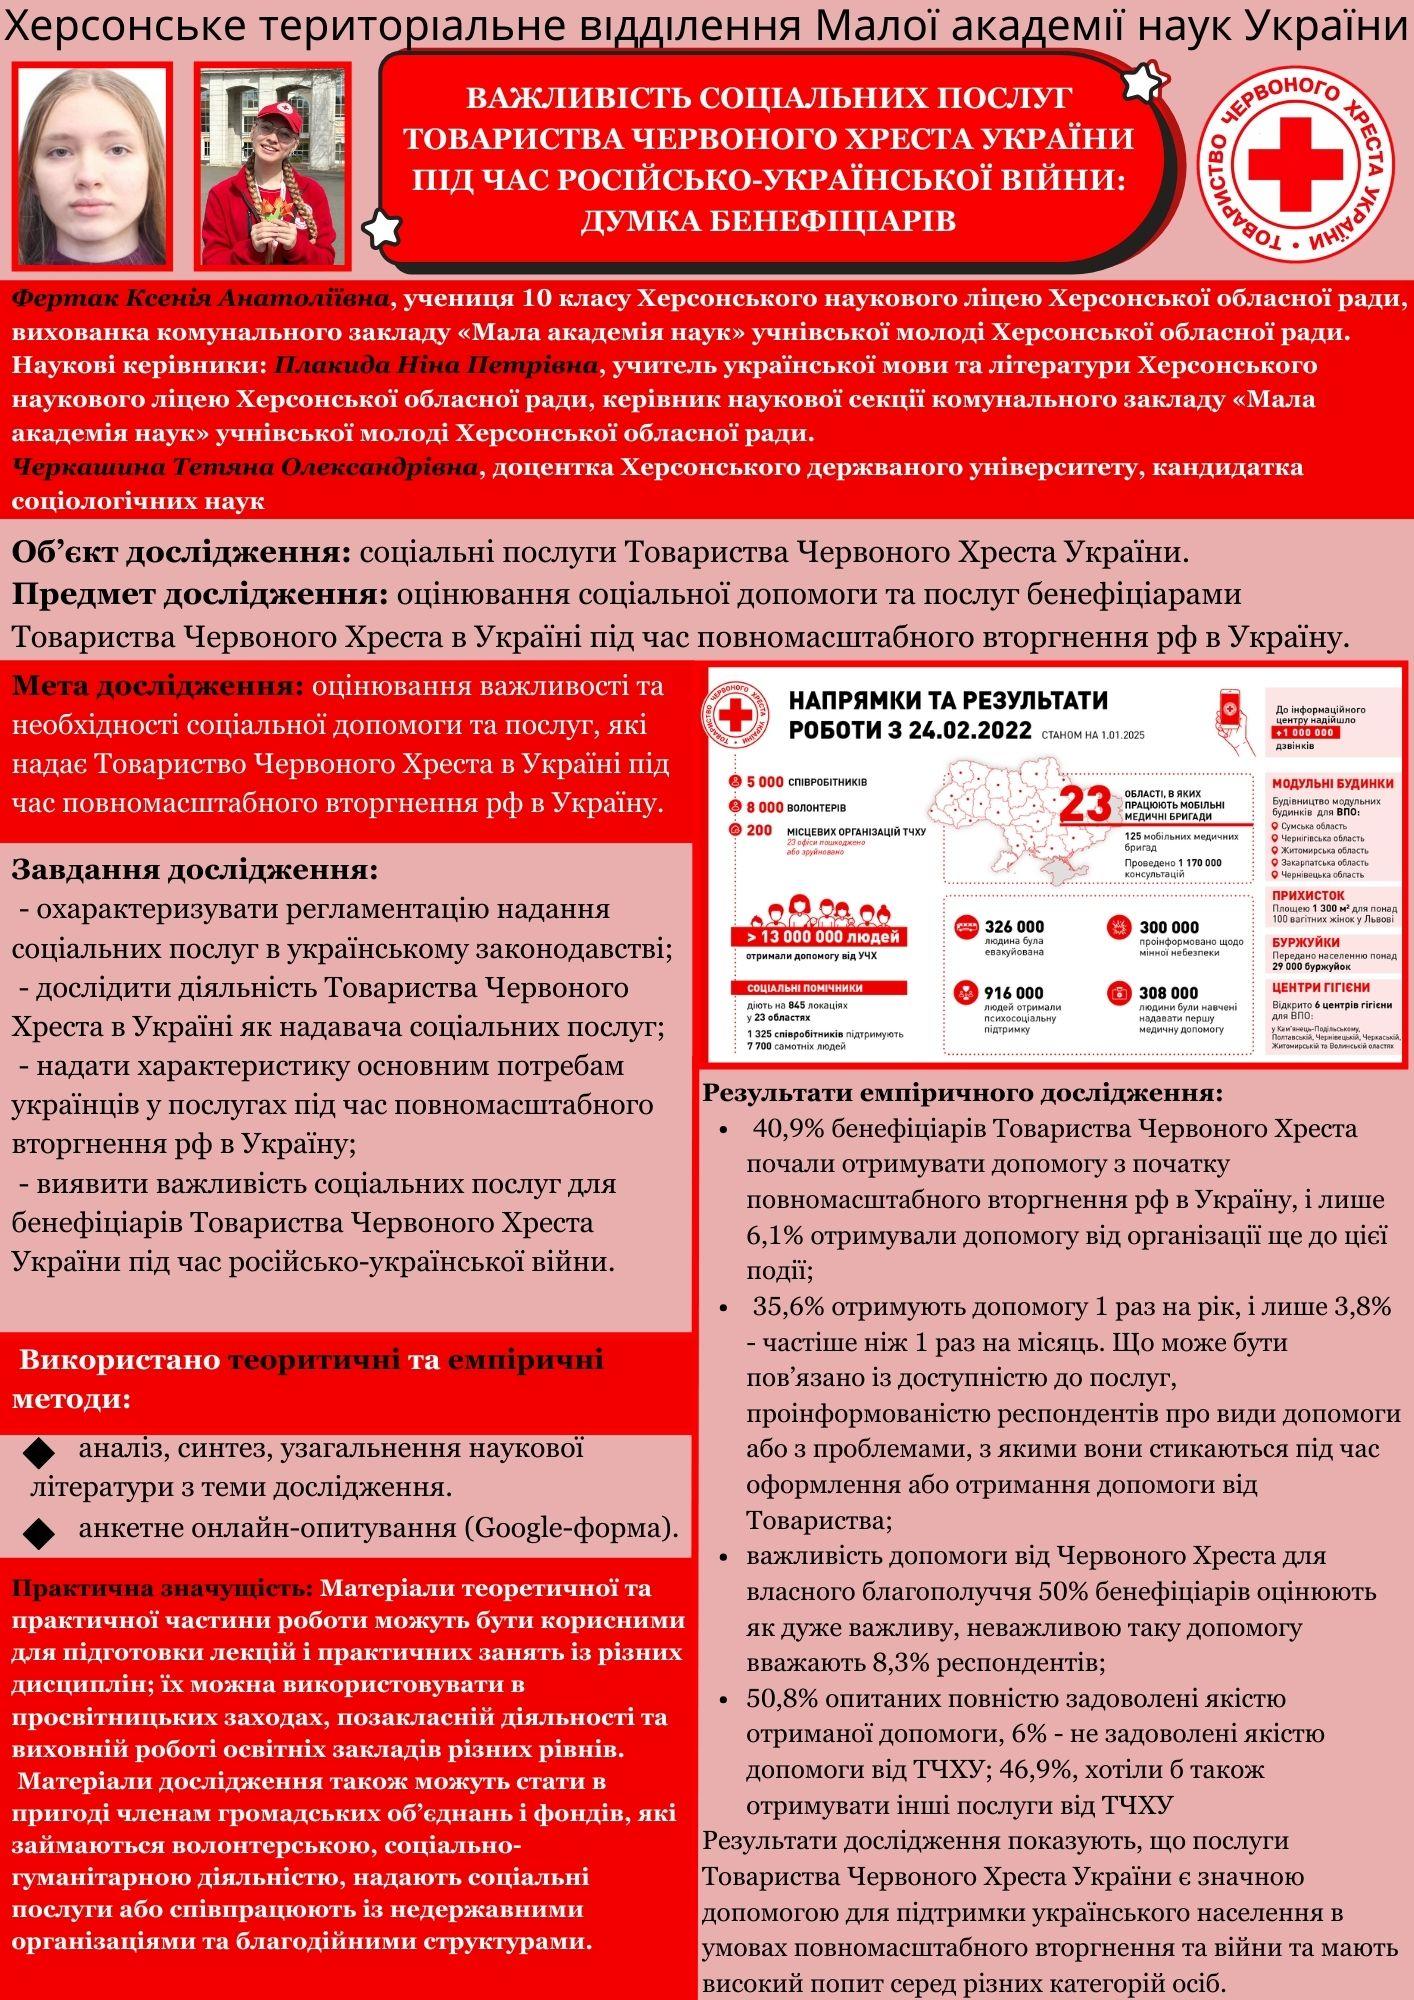 Херсонське територіальне відділення Малої академії наук України
ВАЖЛИВІСТЬ СОЦІАЛЬНИХ ПОСЛУГ
ТОВАРИСТВА ЧЕРВОНОГО ХРЕСТА УКРАЇНИ
ПІД ЧАС РОСІЙСЬКО-УКРАЇНСЬКОЇ ВІЙНИ:
ДУМКА БЕНЕФІЦІАРІВ
ТОВАРИСТВО ЧЕРВОНОГО ХРЕСТА УКРАЇНИ •
Фертак Ксенія Анатоліївна, учениця 10 класу Херсонського наукового ліцею Херсонської обласної ради,
вихованка комунального закладу «Мала академія наук» учнівської молоді Херсонської обласної ради.
Наукові керівники: Плакида Ніна Петрівна, учитель української мови та літератури Херсонського
наукового ліцею Херсонської обласної ради, керівник наукової секції комунального закладу «Мала
академія наук» учнівської молоді Херсонської обласної ради.
Черкашина Тетяна Олександрівна, доцентка Херсонського держваного університету, кандидатка
соціологічних наук
Об’єкт дослідження: соціальні послуги Товариства Червоного Хреста України.
Предмет дослідження: оцінювання соціальної допомоги та послуг бенефіціарами
Товариства Червоного Хреста в Україні під час повномасштабного вторгнення рф в Україну.
Мета дослідження: оцінювання важливості та
необхідності соціальної допомоги та послуг, які
надає Товариство Червоного Хреста в Україні під
час повномасштабного вторгнення рф в Україну.
Завдання дослідження:
- охарактеризувати регламентацію надання
соціальних послуг в українському законодавстві;
- дослідити діяльність Товариства Червоного
Хреста в Україні як надавача соціальних послуг;
- надати характеристику основним потребам
українців у послугах під час повномасштабного
вторгнення рф в Україну;
- виявити важливість соціальних послуг для
бенефіціарів Товариства Червоного Хреста
України під час російсько-української війни.
Використано теоритичні та емпіричні
методи:
◆ аналіз, синтез, узагальнення наукової
літератури з теми дослідження.
◆ анкетне онлайн-опитування (Google-форма).
Практична значущість: Матеріали теоретичної та
практичної частини роботи можуть бути корисними
для підготовки лекцій і практичних занять із різних
дисциплін; їх можна використовувати в
просвітницьких заходах, позакласній діяльності та
виховній роботі освітніх закладів різних рівнів.
Матеріали дослідження також можуть стати в
пригоді членам громадських об’єднань і фондів, які
займаються волонтерською, соціально-
гуманітарною діяльністю, надають соціальні
послуги або співпрацюють із недержавними
організаціями та благодійними структурами.
ТОВАРИСТВО ЧЕРВОНОГО ХРЕСТА УКРАЇНИ •
НАПРЯМКИ ТА РЕЗУЛЬТАТИ
РОБОТИ З 24.02.2022 СТАНОМ НА 1.01.2025
5 000 СПІВРОБІТНИКІВ
8 000 ВОЛОНТЕРІВ
200 МІСЦЕВИХ ОРГАНІЗАЦІЙ ТЧХУ
23 офіси пошкоджено
або зруйновано
> 13 000 000 людей
отримали допомогу від УЧХ
СОЦІАЛЬНІ ПОМІЧНИКИ
діють на 845 локаціях
у 23 областях
1 325 співробітників підтримують
7 700 самотніх людей
23
ОБЛАСТІ, В ЯКИХ
ПРАЦЮЮТЬ МОБІЛЬНІ
МЕДИЧНІ БРИГАДИ
125 мобільних медичних
бригад
Проведено 1 170 000
консультацій
326 000
людина була
евакуйована
300 000
проінформовано щодо
мінної небезпеки
916 000
людей отримали
психосоціальну
підтримку
308 000
людини були навчені
надавати першу
медичну допомогу
До інформаційного
центру надійшло
+1 000 000
дзвінків
МОДУЛЬНІ БУДИНКИ
Будівництво модульних
будинків для ВПО:
Сумська область
Чернігівська область
Житомирська область
Закарпатська область
Чернівецька область
ПРИХИСТОК
Площею 1 300 м² для понад
100 вагітних жінок у Львові
БУРЖУЙКИ
Передано населенню понад
29 000 буржуйок
ЦЕНТРИ ГІГІЄНИ
Відкрито 6 центрів гігієни
для ВПО:
у Кам’янець-Подільському,
Полтавській, Чернівецькій, Черкаській,
Житомирській та Волинській оластях
Результати емпіричного дослідження:
• 40,9% бенефіціарів Товариства Червоного Хреста
почали отримувати допомогу з початку
повномасштабного вторгнення рф в Україну, і лише
6,1% отримували допомогу від організації ще до цієї
події;
• 35,6% отримують допомогу 1 раз на рік, і лише 3,8%
- частіше ніж 1 раз на місяць. Що може бути
пов’язано із доступністю до послуг,
проінформованістю респондентів про види допомоги
або з проблемами, з якими вони стикаються під час
оформлення або отримання допомоги від
Товариства;
• важливість допомоги від Червоного Хреста для
власного благополуччя 50% бенефіціарів оцінюють
як дуже важливу, неважливою таку допомогу
вважають 8,3% респондентів;
• 50,8% опитаних повністю задоволені якістю
отриманої допомоги, 6% - не задоволені якістю
допомоги від ТЧХУ; 46,9%, хотіли б також
отримувати інші послуги від ТЧХУ
Результати дослідження показують, що послуги
Товариства Червоного Хреста України є значною
допомогою для підтримки українського населення в
умовах повномасштабного вторгнення та війни та мають
високий попит серед різних категорій осіб.